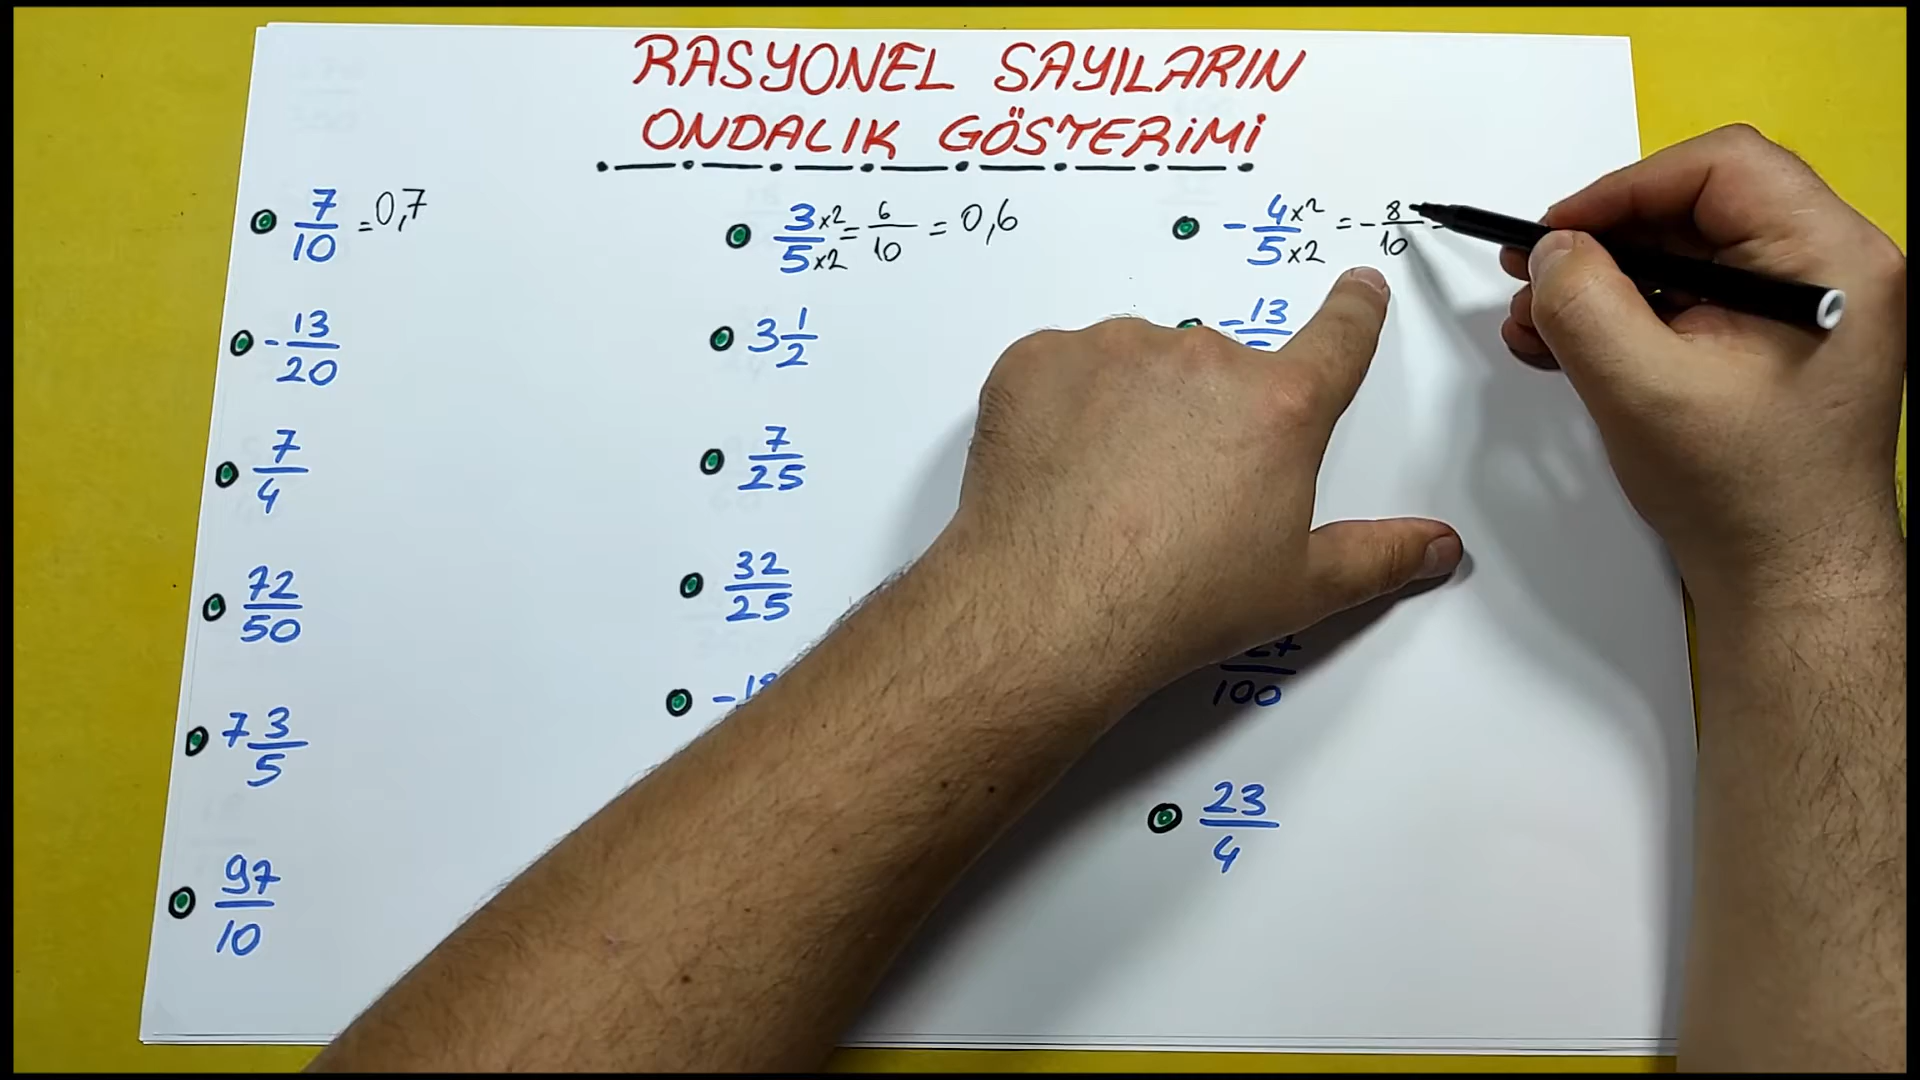 RASYONEL SAYILARIN
ONDALIK GÖSTERİMİ
7/10 = 0,7
3x2/5x2 = 6/10 = 0,6
-4x2/5x2 = -8/10 =
-13/20
3 1/2
-13
7/4
7/25
72/50
32/25
7 3/5
100
97/10
23/4